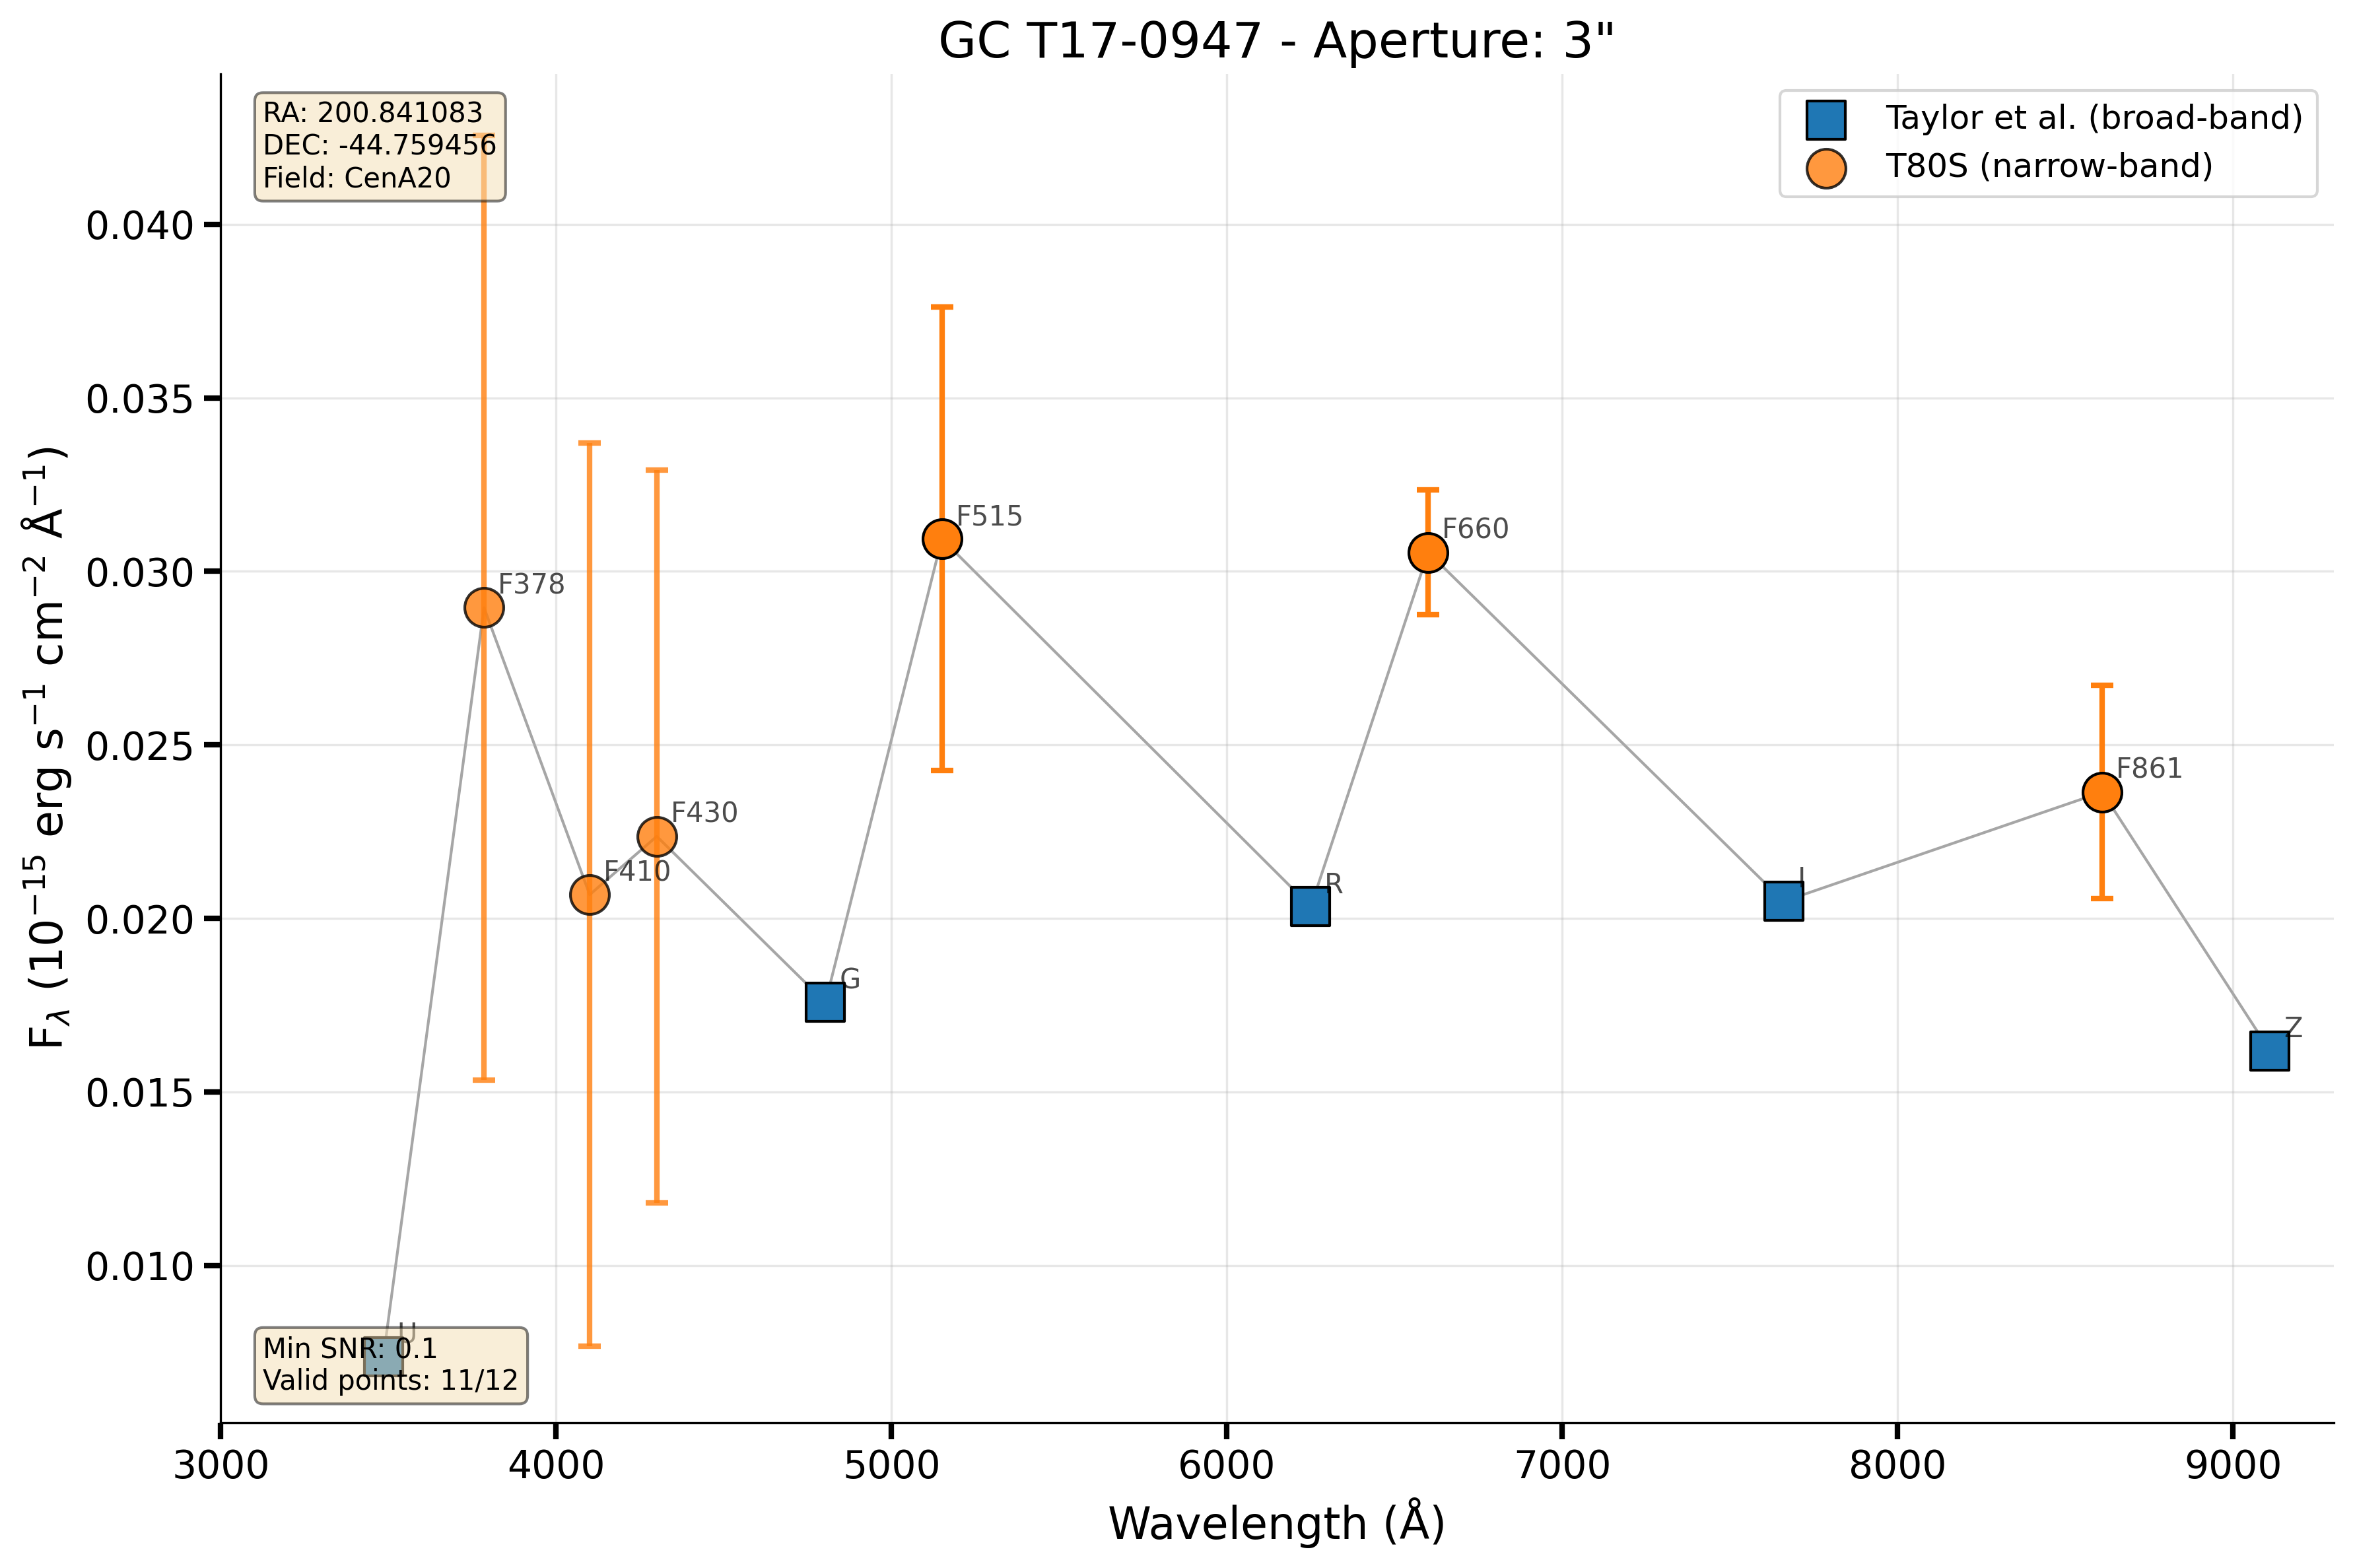 GC T17-0947 - Aperture: 3"
RA: 200.841083
DEC: -44.759456
Field: CenA20
Taylor et al. (broad-band)
T80S (narrow-band)
0.040
0.035
0.030
0.025
0.020
0.015
0.010
F$_λ$ (10$^{−15}$ erg s$^{−1}$ cm$^{−2}$ Å$^{−1}$)
F378
F410
F430
F515
F660
F861
U
G
R
I
Z
Min SNR: 0.1
Valid points: 11/12
3000 4000 5000 6000 7000 8000 9000
Wavelength (Å)